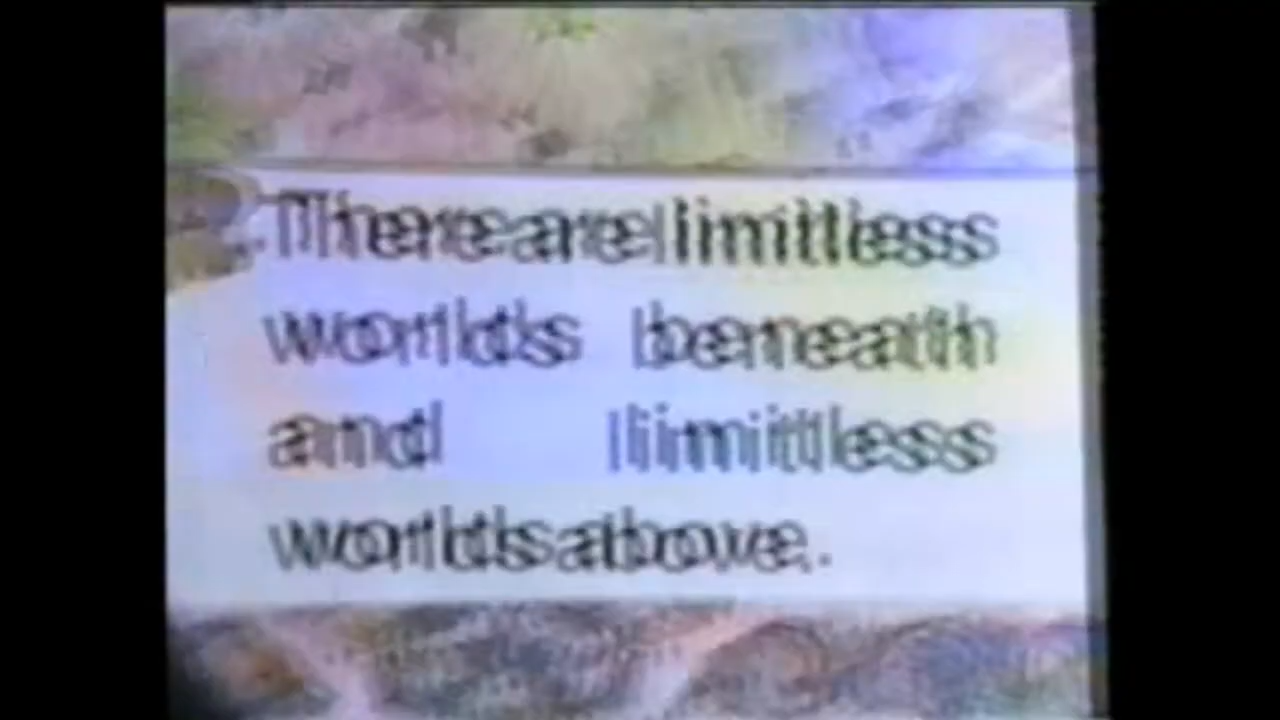 There are limitless
worlds beneath
and limitless
worlds above.